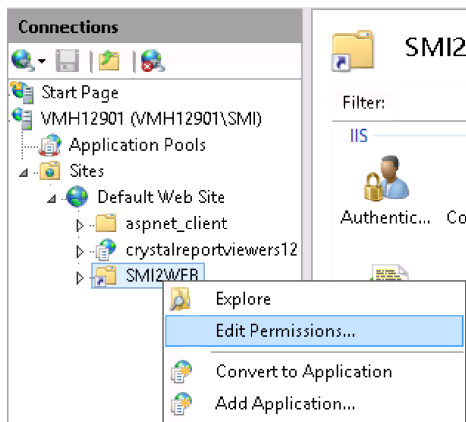 Connections
SMI2
Start Page
VMH12901 (VMH12901\SMI)
Application Pools
Sites
Default Web Site
aspnet_client
crystalreportviewers12
SMI2WEB
Filter:
IIS
Authentic... Co
Explore
Edit Permissions...
Convert to Application
Add Application...